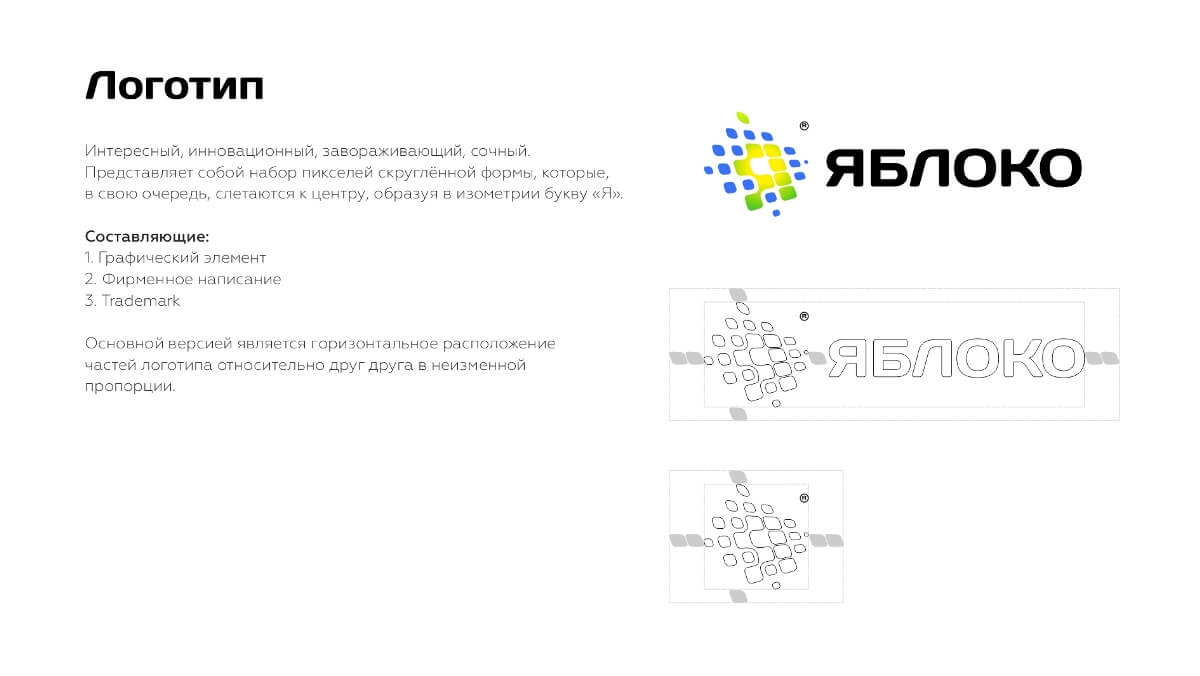 Логотип
Интересный, инновационный, завораживающий, сочный.
Представляет собой набор пикселей скруглённой формы, которые,
в свою очередь, слетаются к центру, образуя в изометрии букву «Я».
Составляющие:
1. Графический элемент
2. Фирменное написание
3. Trademark
Основной версией является горизонтальное расположение
частей логотипа относительно друг друга в неизменной
пропорции.
®
ЯБЛОКО
®
ЯБЛОКО
®